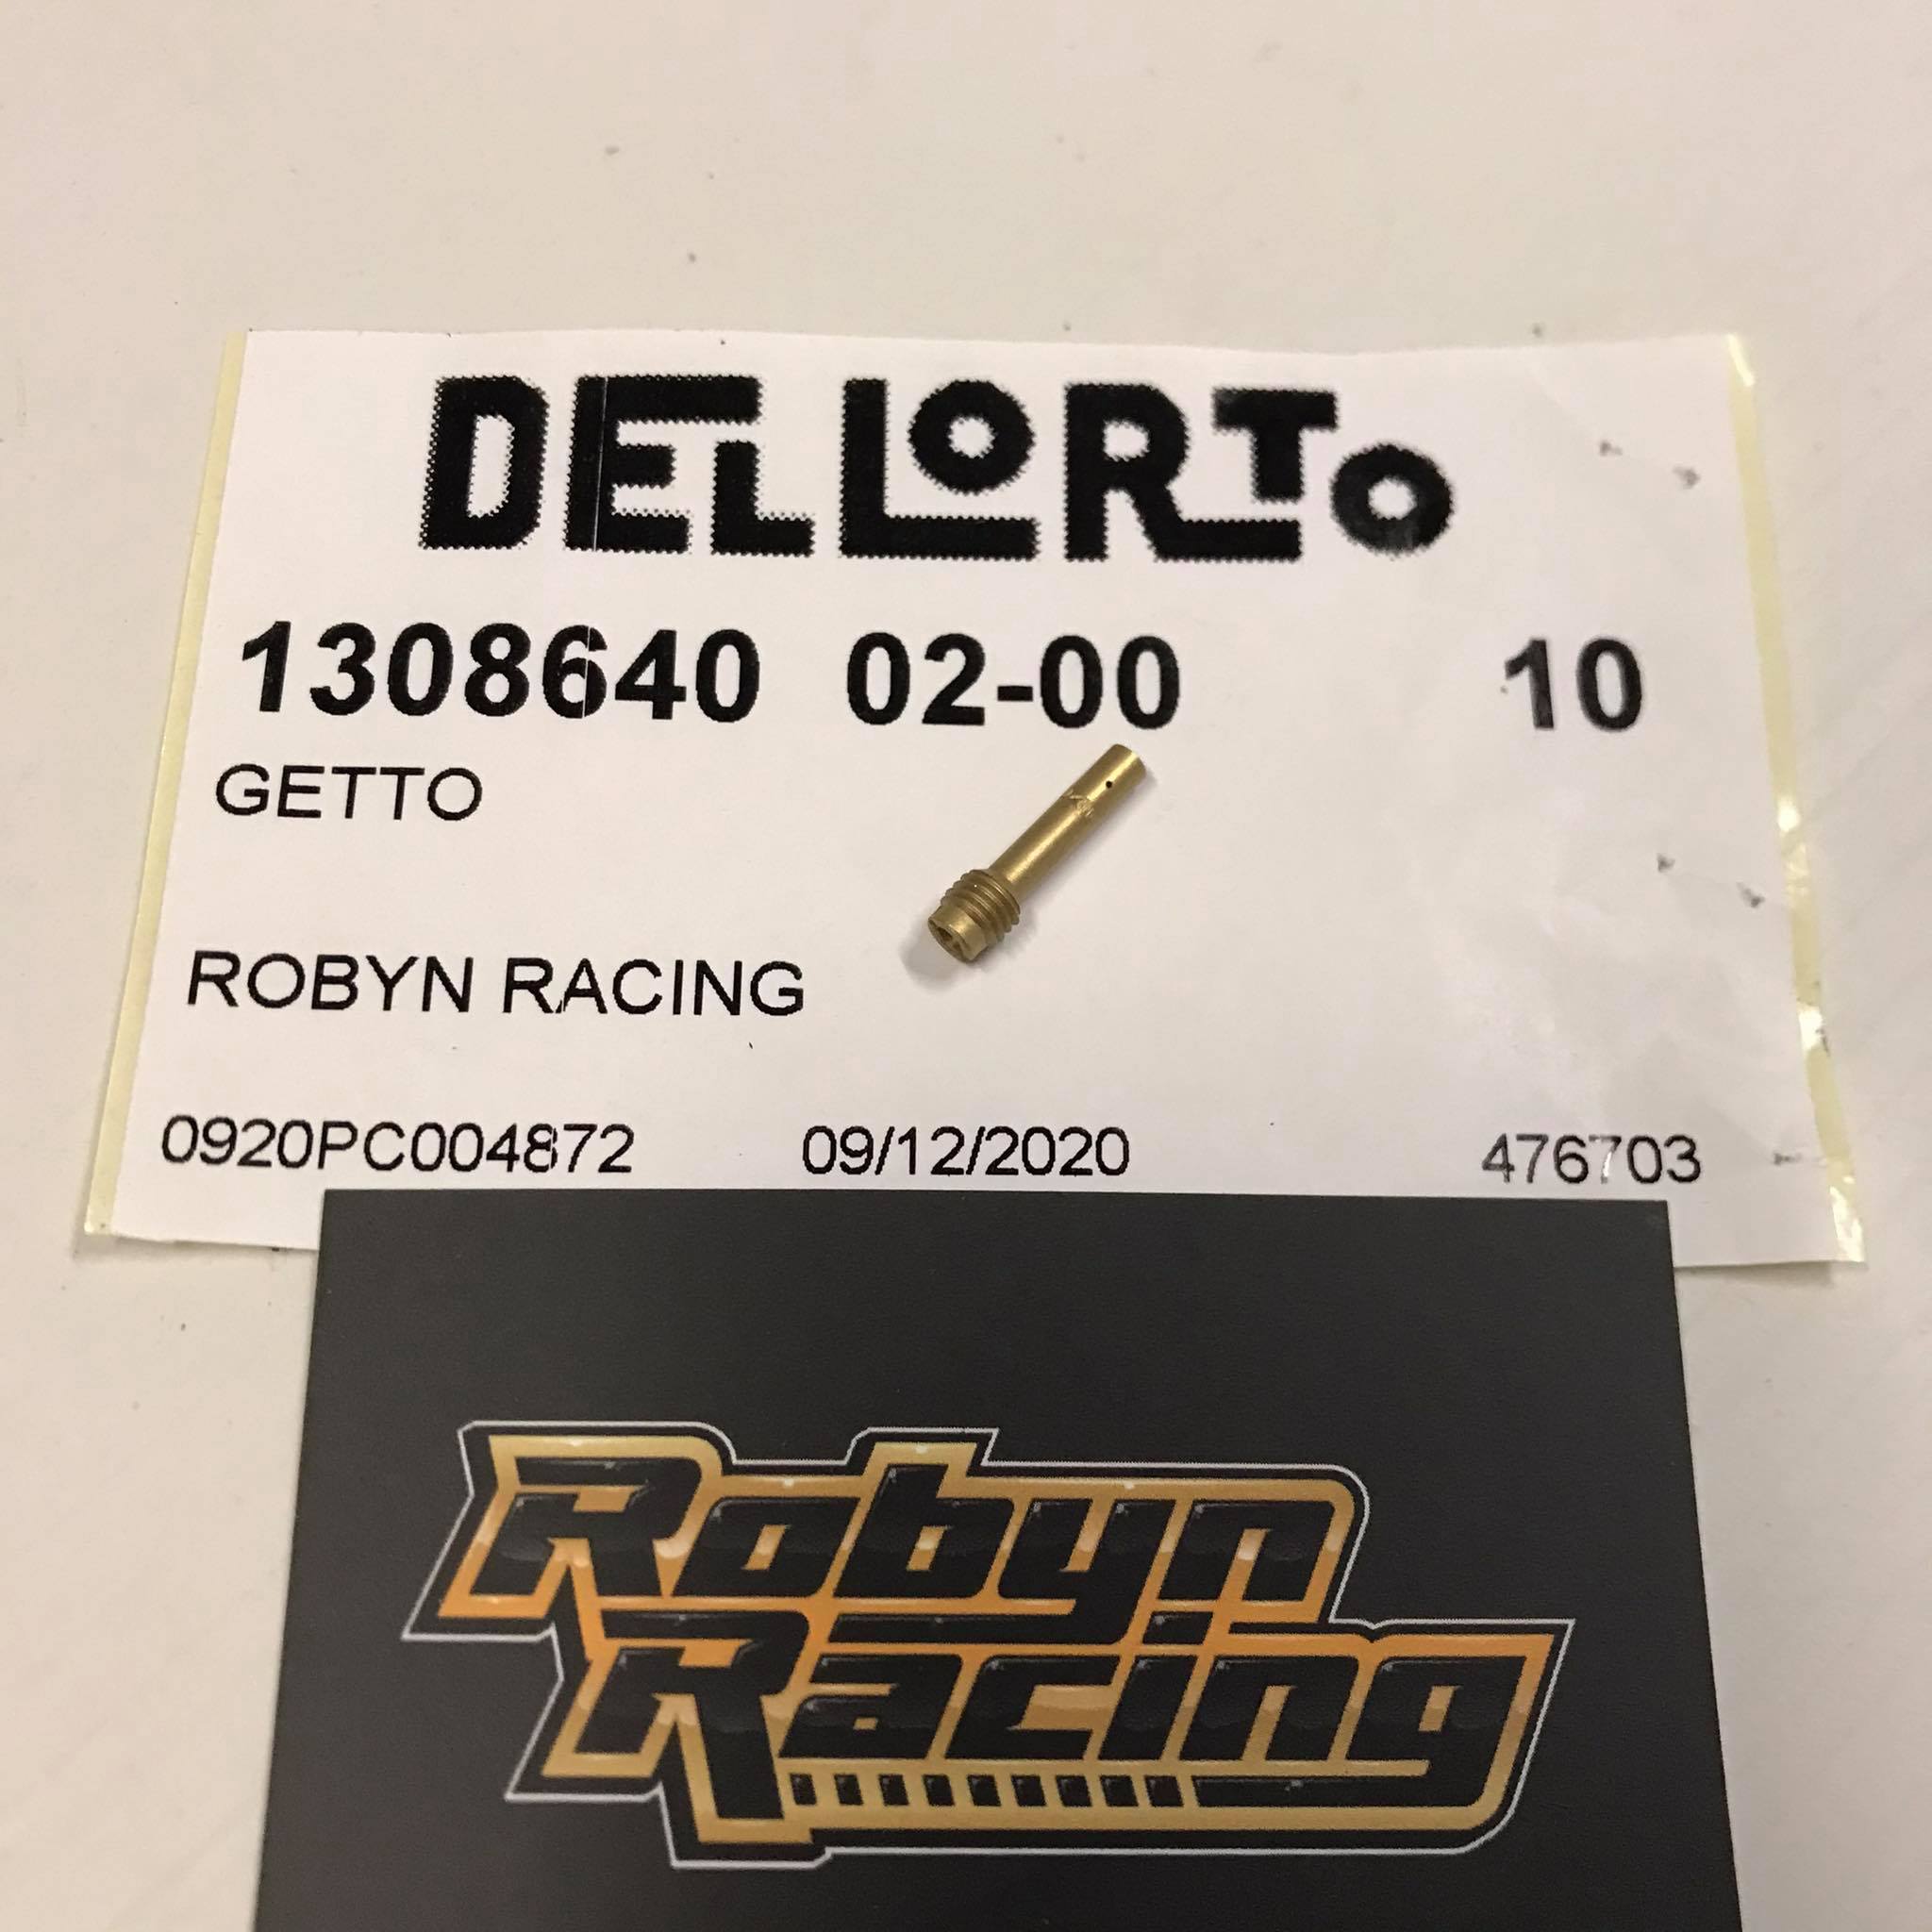 DELLORTO
1308640 02-00 10
GETTO
ROBYN RACING
0920PC004872 09/12/2020 476703
Robyn
Racing